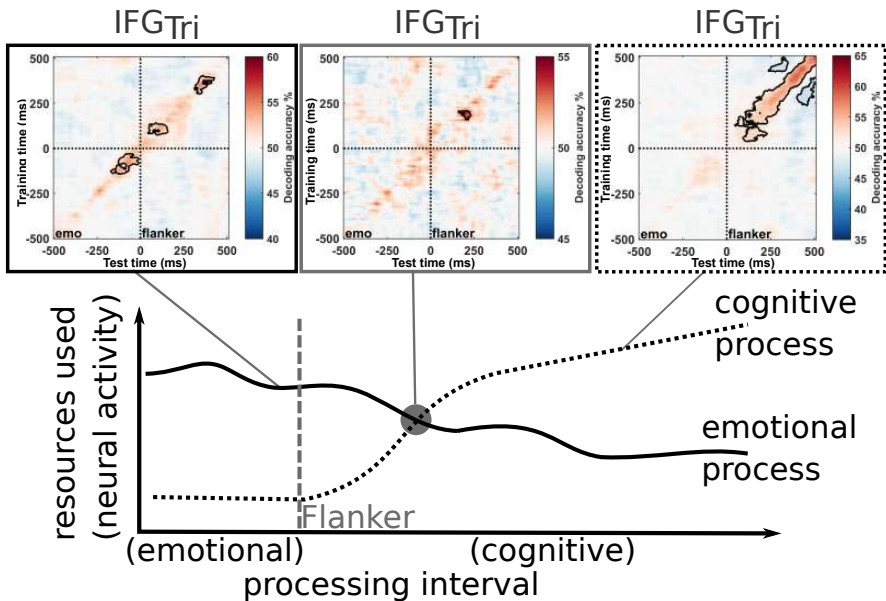 IFGTri
IFGTri
IFGTri
500
250
0
-250
-500
Training time (ms)
emo
flanker
-500
-250
0
250
500
Test time (ms)
60
55
50
45
40
Decoding accuracy %
500
250
0
-250
-500
Training time (ms)
emo
flanker
-500
-250
0
250
500
Test time (ms)
55
50
45
Decoding accuracy %
500
250
0
-250
-500
Training time (ms)
emo
flanker
-500
-250
0
250
500
Test time (ms)
65
60
55
50
45
40
35
Decoding accuracy %
resources used
(neural activity)
cognitive
process
emotional
process
Flanker
(emotional)
(cognitive)
processing interval